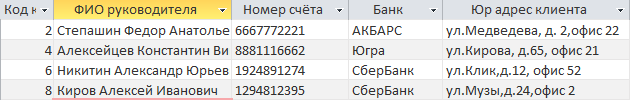 Код к ФИО руководителя Номер счёта Банк Юр адрес клиента
2 Степашин Федор Анатолье 6667772221 АКБАРС ул.Медведева, д. 2,офис 22
4 Алексейцев Константин Ви 8881116662 Югра ул.Кирова, д.65, офис 21
6 Никитин Александр Юрьев 1924891274 СберБанк ул.Клик,д.12, офис 52
8 Киров Алексей Иванович 1294812395 СберБанк ул.Музы,д.24,офис 2